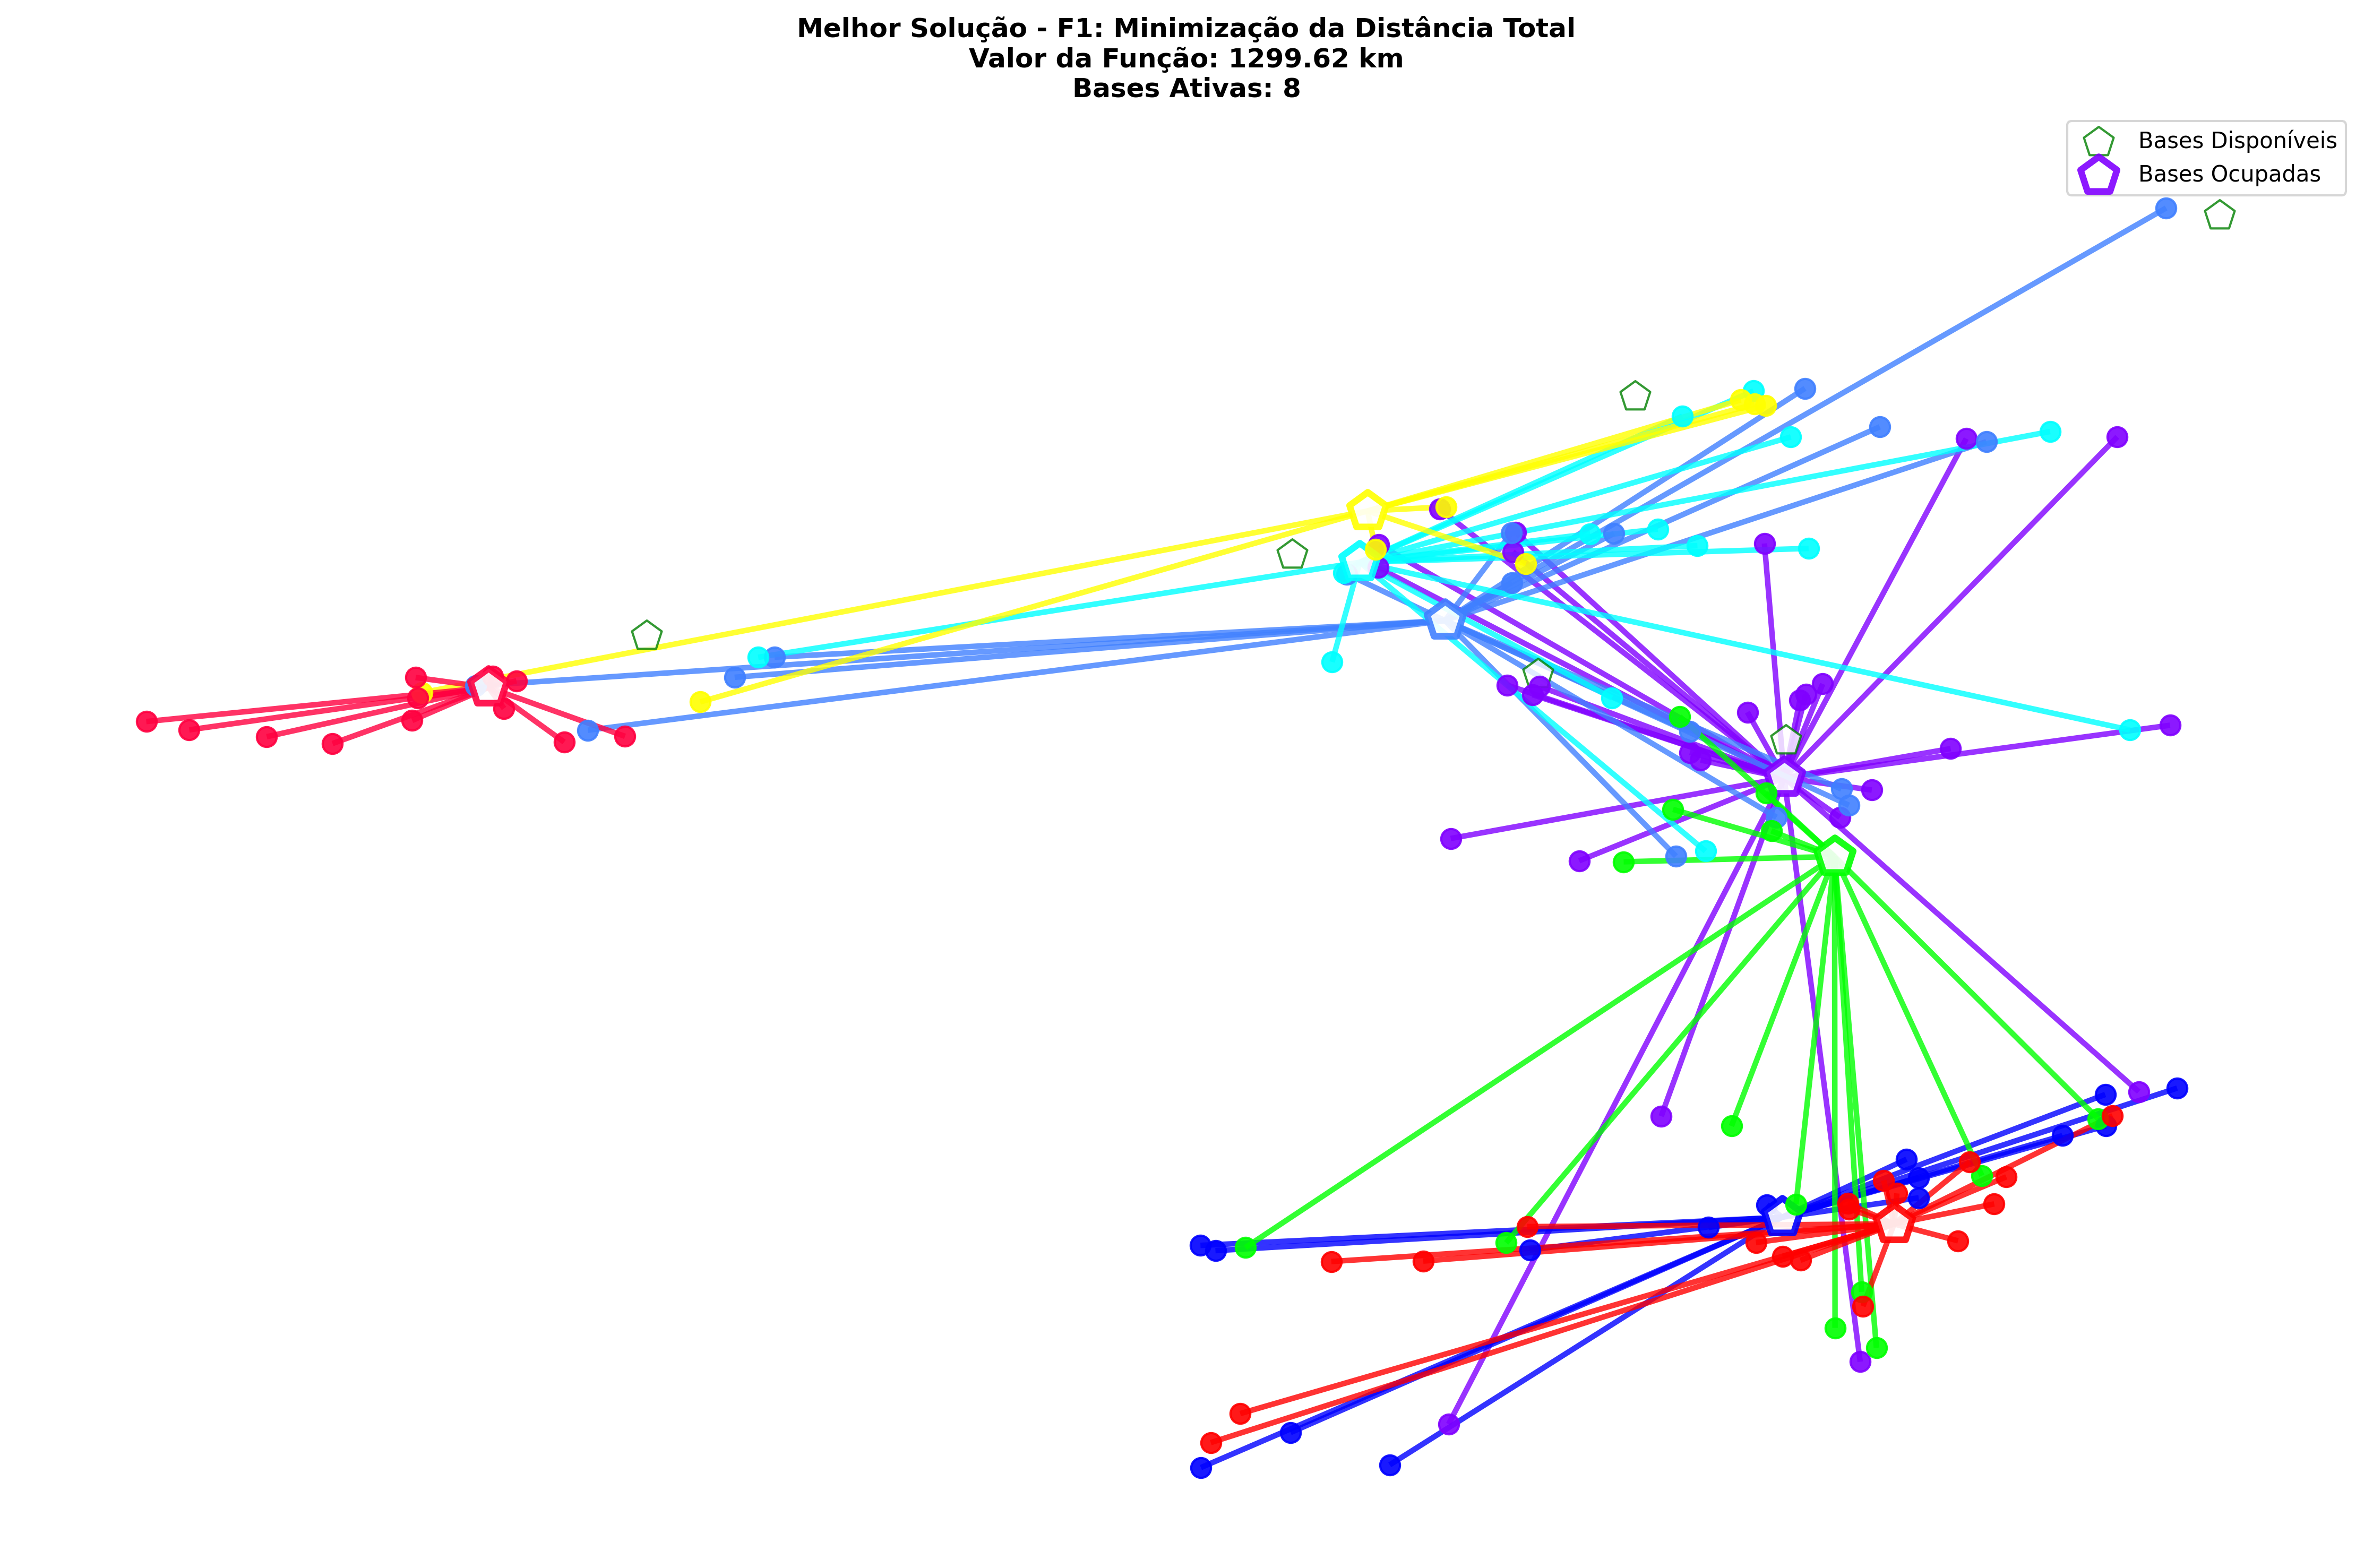 Melhor Solução - F1: Minimização da Distância Total
Valor da Função: 1299.62 km
Bases Ativas: 8
Bases Disponíveis
Bases Ocupadas